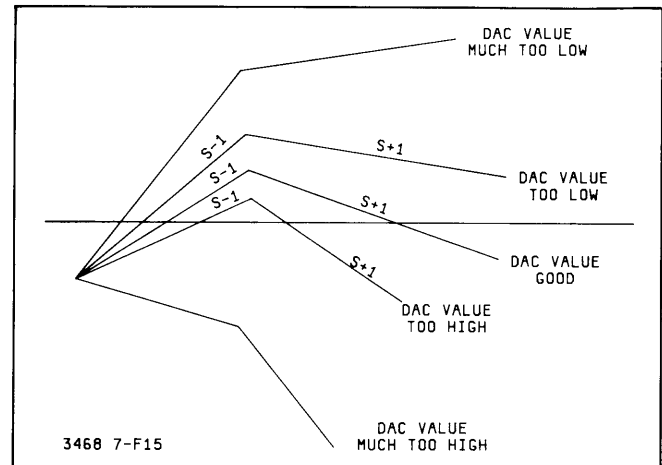 DAC VALUE
MUCH TOO LOW
S-1
S+1
S-1
DAC VALUE
TOO LOW
S-1
S+1
DAC VALUE
GOOD
S+1
DAC VALUE
TOO HIGH
DAC VALUE
MUCH TOO HIGH
3468 7-F15